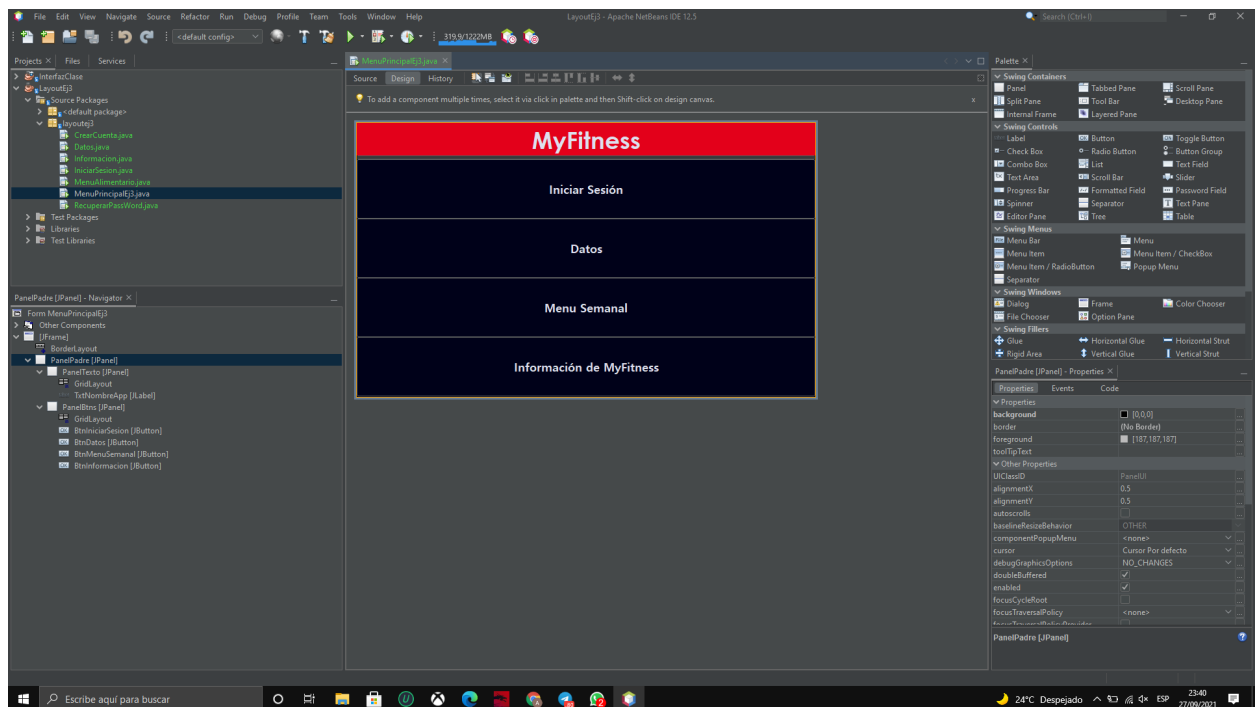 File Edit View Navigate Source Refactor Run Debug Profile Team Tools Window Help
LayoutEj3 - Apache NetBeans IDE 12.5
Search (Ctrl+I)
<default config>
319,9/1222MB
Projects Files Services
InterfazClase
LayoutEj3
Source Packages
<default package>
layoutej3
CrearCuenta.java
Datos.java
Informacion.java
IniciarSesion.java
MenuAlimentario.java
MenuPrincipalEj3.java
RecuperarPassWord.java
Test Packages
Libraries
Test Libraries
PanelPadre [JPanel] - Navigator
Form MenuPrincipalEj3
Other Components
[JFrame]
BorderLayout
PanelPadre [JPanel]
PanelTexto [JPanel]
GridLayout
TxtNombreApp [JLabel]
PanelBtns [JPanel]
GridLayout
BtnIniciarSesion [JButton]
BtnDatos [JButton]
BtnMenuSemanal [JButton]
BtnInformacion [JButton]
MenuPrincipalEj3.java
Source Design History
To add a component multiple times, select it via click in palette and then Shift-click on design canvas.
MyFitness
Iniciar Sesión
Datos
Menu Semanal
Información de MyFitness
Palette
Swing Containers
Panel Tabbed Pane Scroll Pane
Split Pane Tool Bar Desktop Pane
Internal Frame Layered Pane
Swing Controls
Label Button Toggle Button
Check Box Radio Button Button Group
Combo Box List Text Field
Text Area Scroll Bar Slider
Progress Bar Formatted Field Password Field
Spinner Separator Text Pane
Editor Pane Tree Table
Swing Menus
Menu Bar Menu
Menu Item Menu Item / CheckBox
Menu Item / RadioButton Popup Menu
Separator
Swing Windows
Dialog Frame Color Chooser
File Chooser Option Pane
Swing Fillers
Glue Horizontal Glue Horizontal Strut
Rigid Area Vertical Glue Vertical Strut
PanelPadre [JPanel] - Properties
Properties Events Code
Properties
background [0,0,0]
border (No Border)
foreground [187,187,187]
toolTipText
Other Properties
UIClassID PanelUI
alignmentX 0.5
alignmentY 0.5
autoscrolls
baselineResizeBehavior OTHER
componentPopupMenu <none>
cursor Cursor Por defecto
debugGraphicsOptions NO_CHANGES
doubleBuffered
enabled
focusCycleRoot
focusTraversalPolicy <none>
focusTraversalPolicyProvider
PanelPadre [JPanel]
Escribe aquí para buscar
24°C Despejado
ESP
23:40
27/09/2021